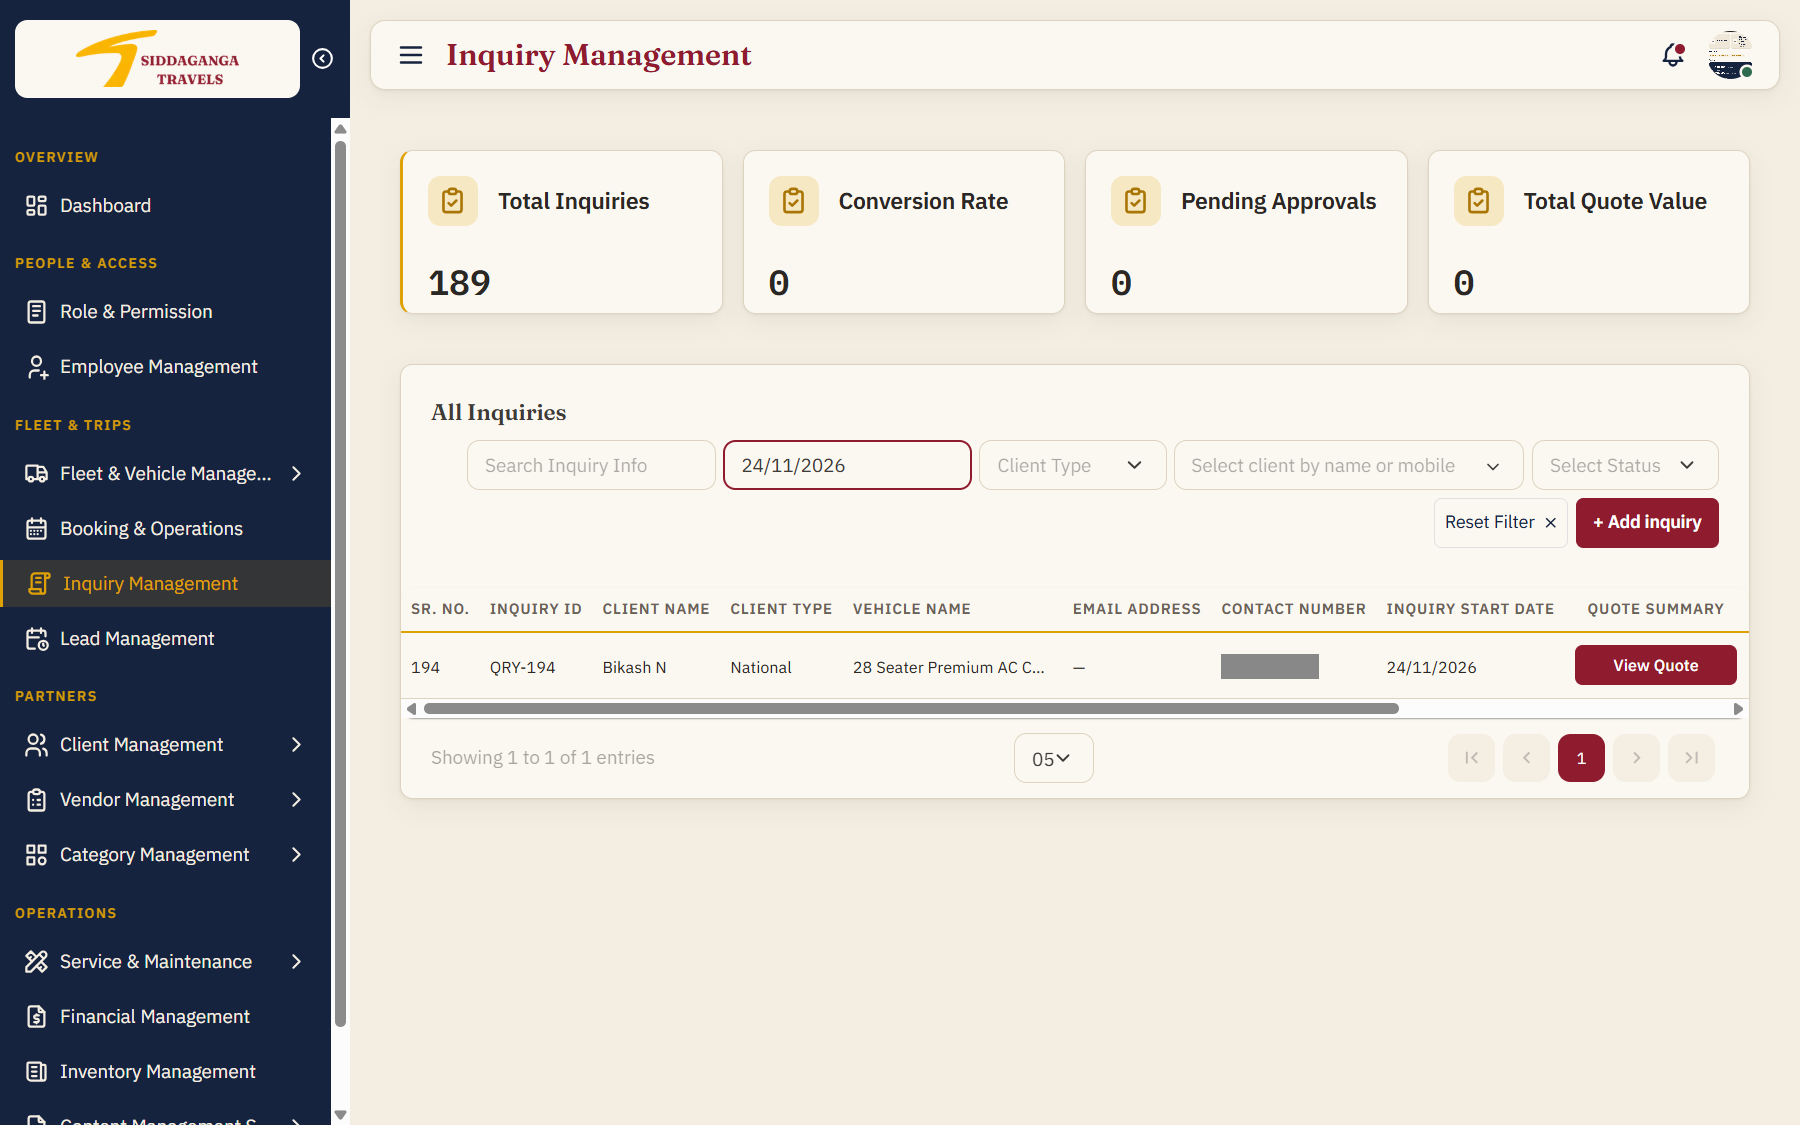 SIDDAGANGA
TRAVELS
OVERVIEW
Dashboard
PEOPLE & ACCESS
Role & Permission
Employee Management
FLEET & TRIPS
Fleet & Vehicle Manage...
Booking & Operations
Inquiry Management
Lead Management
PARTNERS
Client Management
Vendor Management
Category Management
OPERATIONS
Service & Maintenance
Financial Management
Inventory Management
Content Management S
Inquiry Management
Total Inquiries
189
Conversion Rate
0
Pending Approvals
0
Total Quote Value
0
All Inquiries
Search Inquiry Info 24/11/2026 Client Type Select client by name or mobile Select Status
Reset Filter × + Add inquiry
SR. NO. INQUIRY ID CLIENT NAME CLIENT TYPE VEHICLE NAME EMAIL ADDRESS CONTACT NUMBER INQUIRY START DATE QUOTE SUMMARY
194 QRY-194 Bikash N National 28 Seater Premium AC C... – 24/11/2026 View Quote
Showing 1 to 1 of 1 entries 05 1